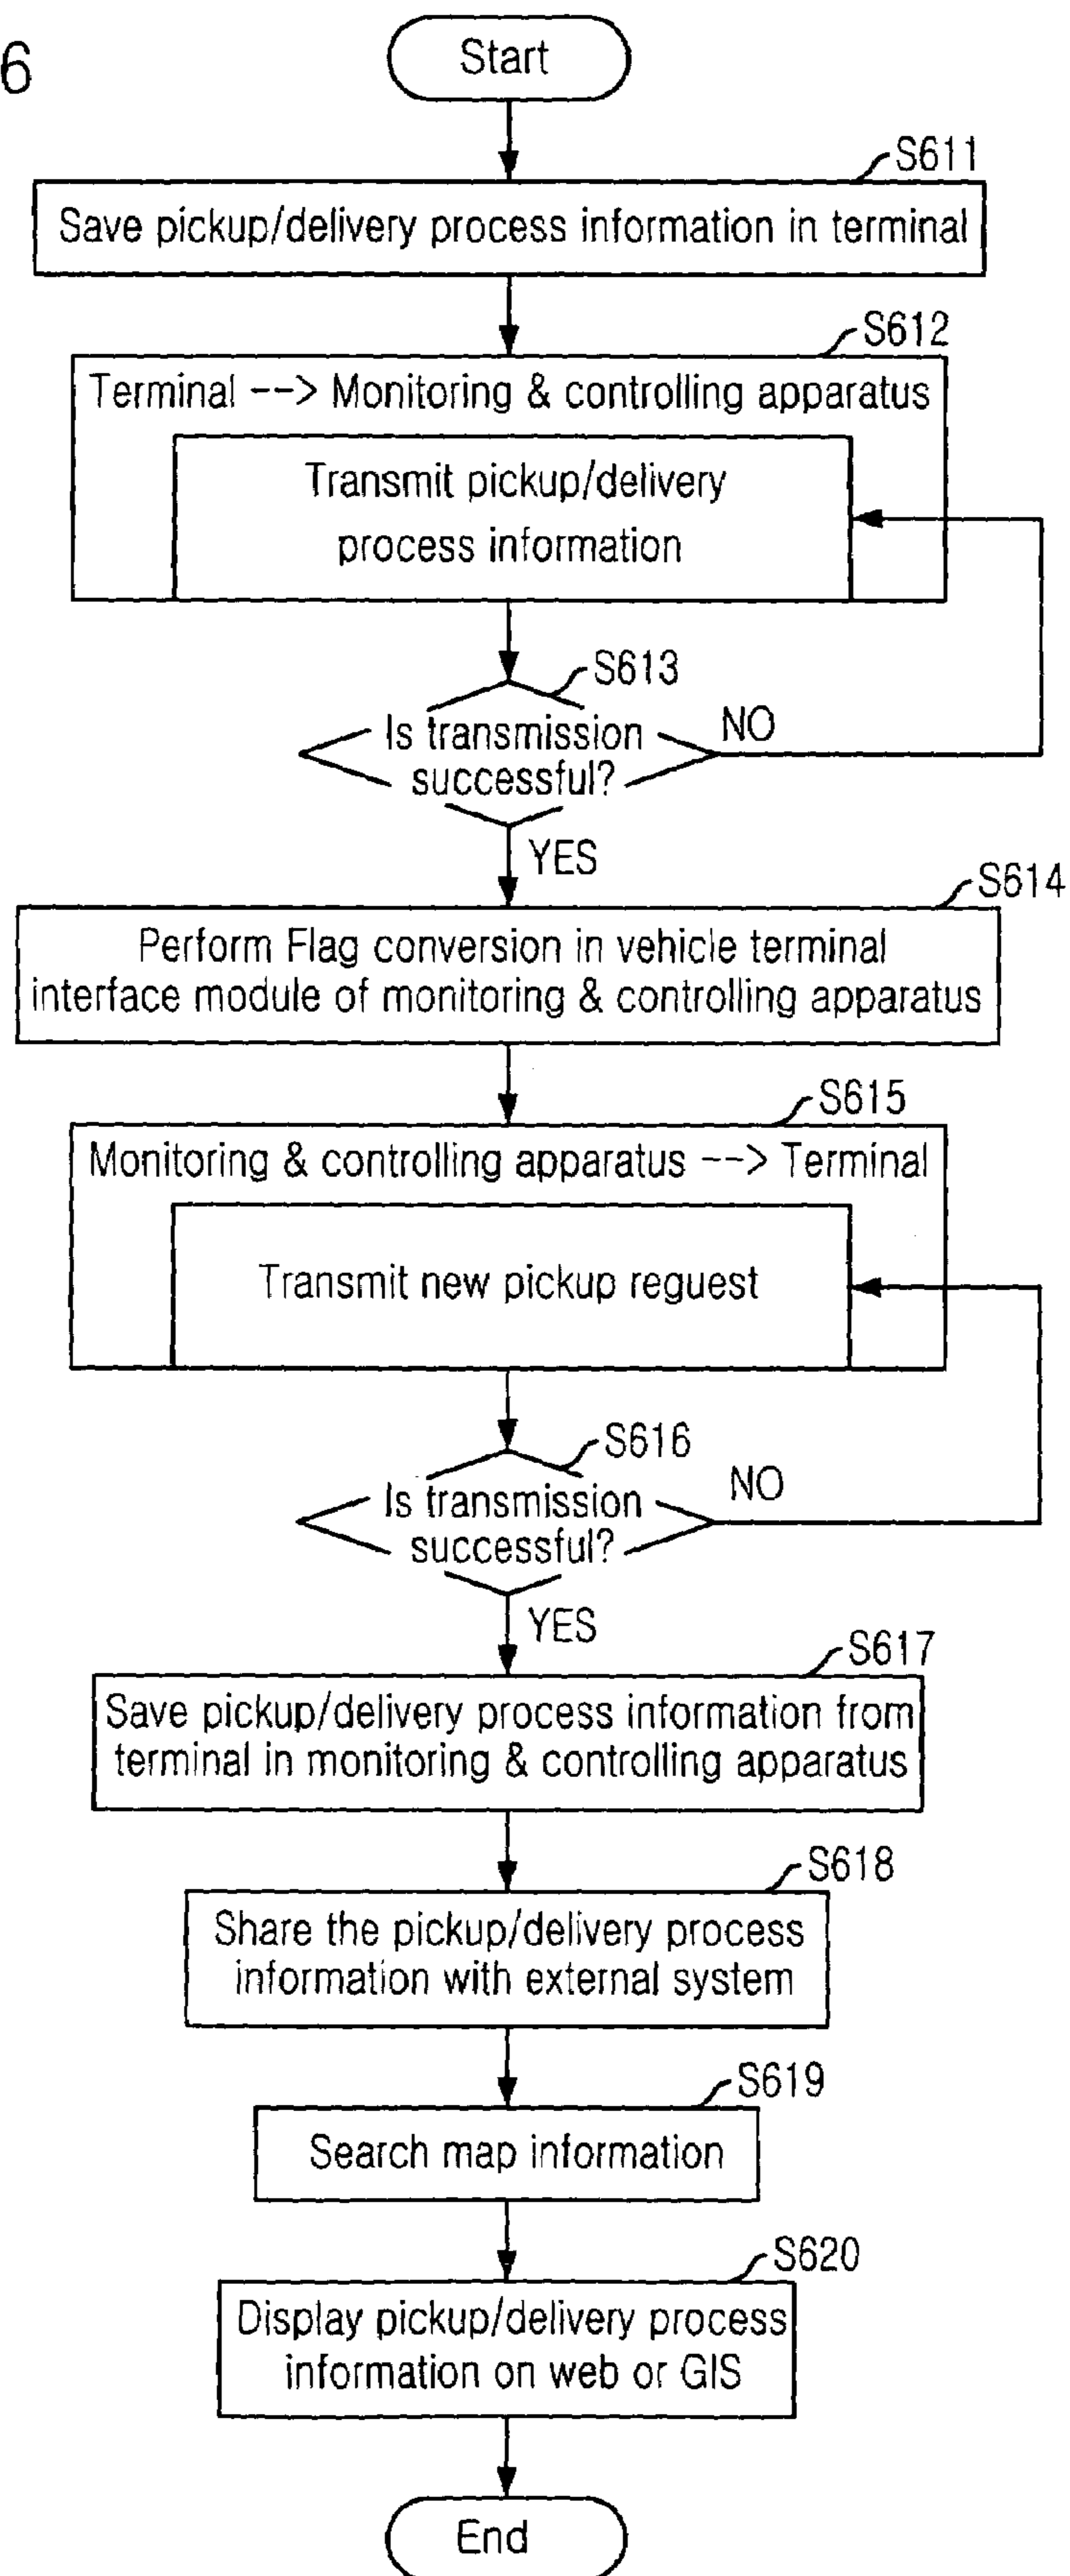 6
Start
S611
Save pickup/delivery process information in terminal
S612
Terminal --> Monitoring & controlling apparatus
Transmit pickup/delivery
process information
S613
Is transmission
successful?
NO
YES
S614
Perform Flag conversion in vehicle terminal
interface module of monitoring & controlling apparatus
S615
Monitoring & controlling apparatus --> Terminal
Transmit new pickup reguest
S616
Is transmission
successful?
NO
YES
S617
Save pickup/delivery process information from
terminal in monitoring & controlling apparatus
S618
Share the pickup/delivery process
information with external system
S619
Search map information
S620
Display pickup/delivery process
information on web or GIS
End